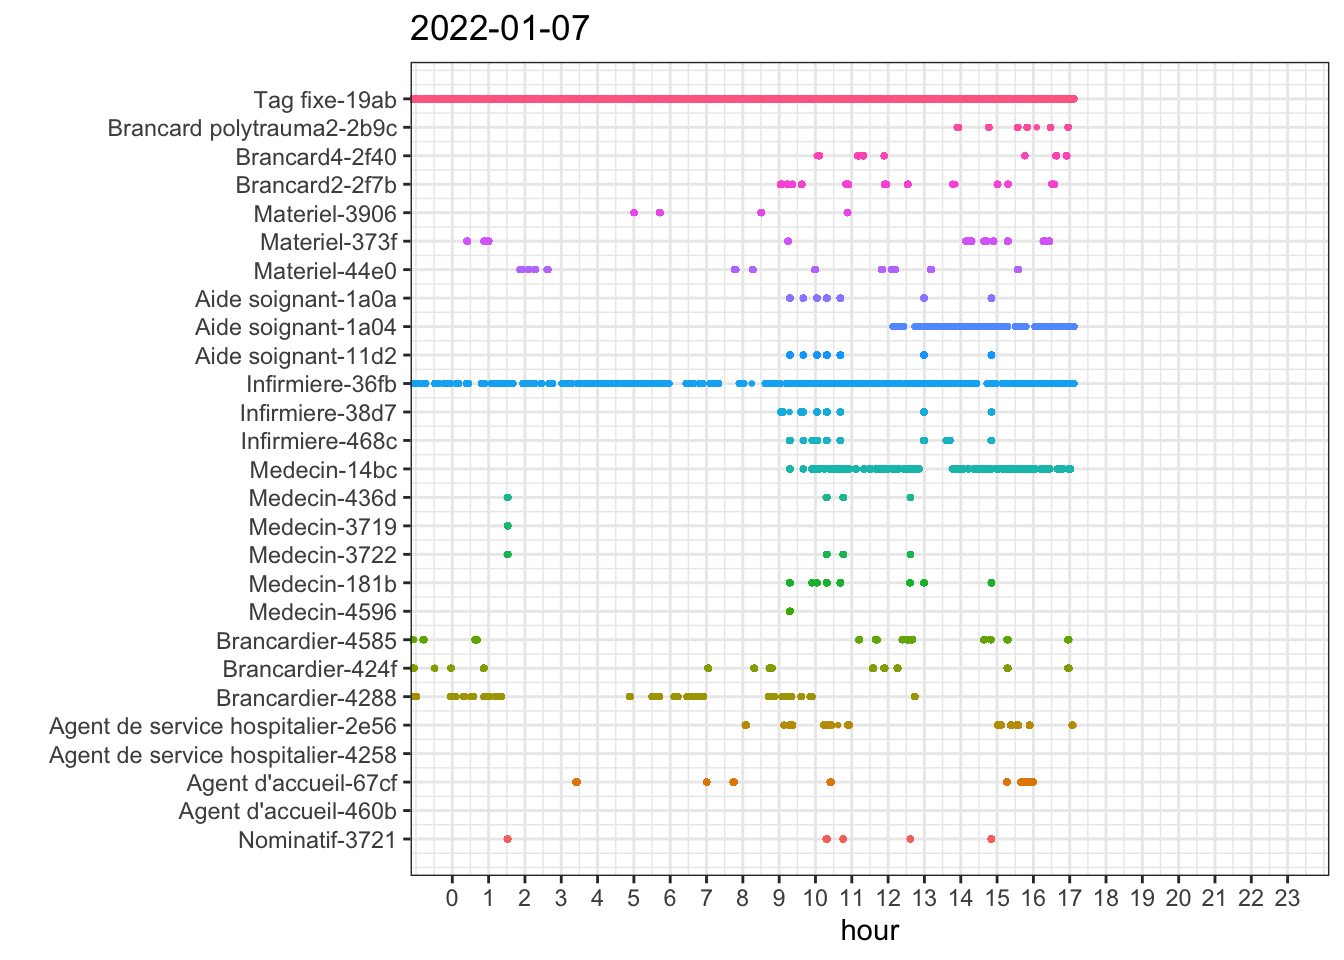 2022-01-07
Tag fixe-19ab
Brancard polytrauma2-2b9c
Brancard4-2f40
Brancard2-2f7b
Materiel-3906
Materiel-373f
Materiel-44e0
Aide soignant-1a0a
Aide soignant-1a04
Aide soignant-11d2
Infirmiere-36fb
Infirmiere-38d7
Infirmiere-468c
Medecin-14bc
Medecin-436d
Medecin-3719
Medecin-3722
Medecin-181b
Medecin-4596
Brancardier-4585
Brancardier-424f
Brancardier-4288
Agent de service hospitalier-2e56
Agent de service hospitalier-4258
Agent d'accueil-67cf
Agent d'accueil-460b
Nominatif-3721
0 1 2 3 4 5 6 7 8 9 10 11 12 13 14 15 16 17 18 19 20 21 22 23
hour